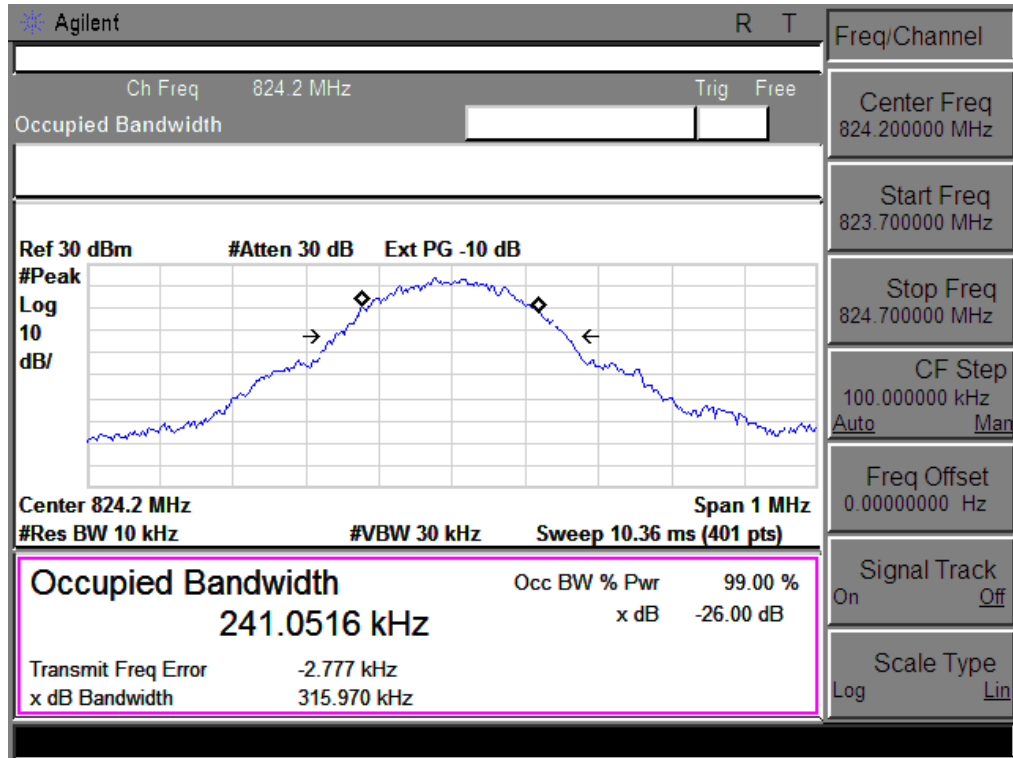 Agilent R T
Ch Freq 824.2 MHz Trig Free
Occupied Bandwidth
Ref 30 dBm #Atten 30 dB Ext PG -10 dB
#Peak
Log
10
dB/
Center 824.2 MHz Span 1 MHz
#Res BW 10 kHz #VBW 30 kHz Sweep 10.36 ms (401 pts)
Occupied Bandwidth Occ BW % Pwr 99.00 %
241.0516 kHz x dB -26.00 dB
Transmit Freq Error -2.777 kHz
x dB Bandwidth 315.970 kHz
Freq/Channel
Center Freq
824.200000 MHz
Start Freq
823.700000 MHz
Stop Freq
824.700000 MHz
CF Step
100.000000 kHz
Auto Man
Freq Offset
0.00000000 Hz
Signal Track
On Off
Scale Type
Log Lin